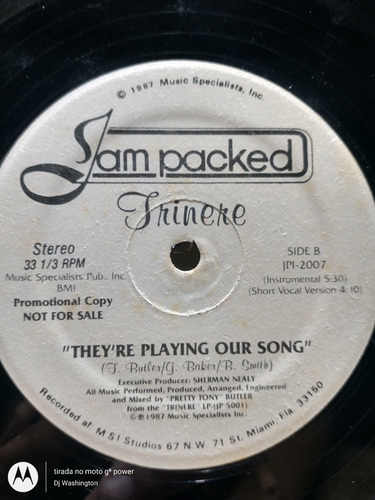 © 1987 Music Specialists, Inc.
Jam packed
Trinere
Stereo
33 1/3 RPM
Music Specialists Pub., Inc
BMI
Promotional Copy
NOT FOR SALE
SIDE B
JPI-2007
(Instrumental 5:30)
(Short Vocal Version 4:10)
"THEY'RE PLAYING OUR SONG"
(T. Butler/G. Baker/B. Smith)
Executive Producer: SHERMAN NEALY
All Music Performed, Produced, Arranged, Engineered
and Mixed by "PRETTY TONY" BUTLER
from the "TRINERE" LP-(JP 5001)
© ℗ 1987 Music Specialists Inc
Recorded at M S I Studios 67 N.W. 71 St. Miami, Fla. 33150
tirada no moto g⁸ power
Dj Washington